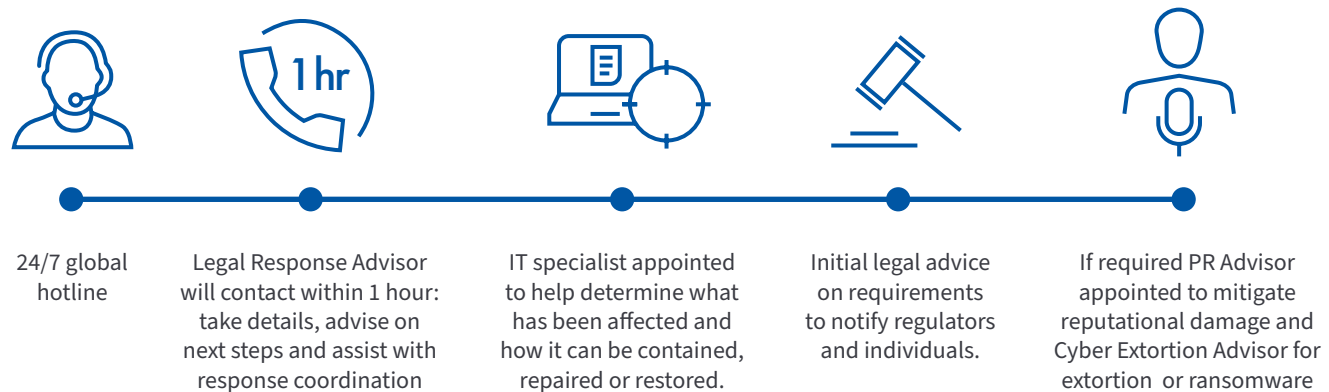 1 hr
24/7 global
hotline
Legal Response Advisor
will contact within 1 hour:
take details, advise on
next steps and assist with
response coordination
IT specialist appointed
to help determine what
has been affected and
how it can be contained,
repaired or restored.
Initial legal advice
on requirements
to notify regulators
and individuals.
If required PR Advisor
appointed to mitigate
reputational damage and
Cyber Extortion Advisor for
extortion or ransomware